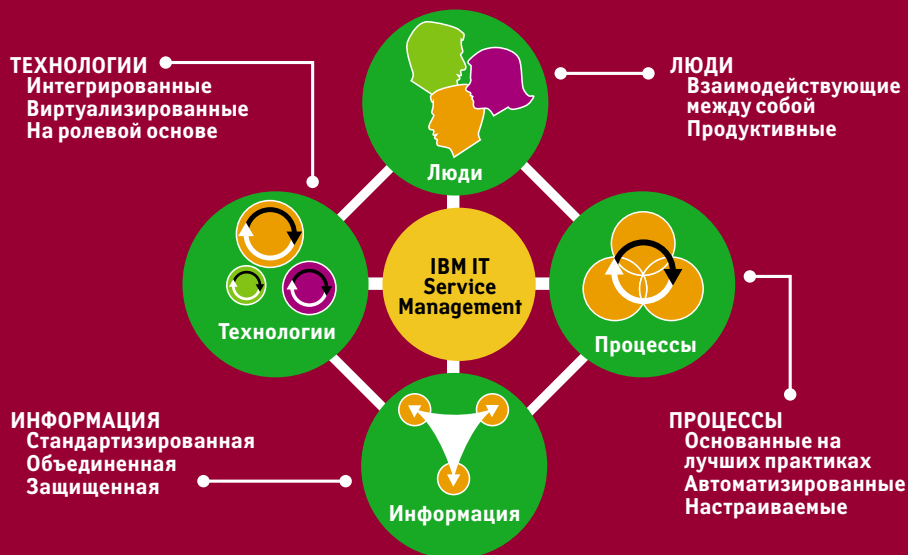 ТЕХНОЛОГИИ
Интегрированные
Виртуализированные
На ролевой основе
ЛЮДИ
Взаимодействующие
между собой
Продуктивные
Люди
IBM IT
Service
Management
Технологии
Процессы
ИНФОРМАЦИЯ
Стандартизированная
Объединенная
Защищенная
ПРОЦЕССЫ
Основанные на
лучших практиках
Автоматизированные
Настраиваемые
Информация